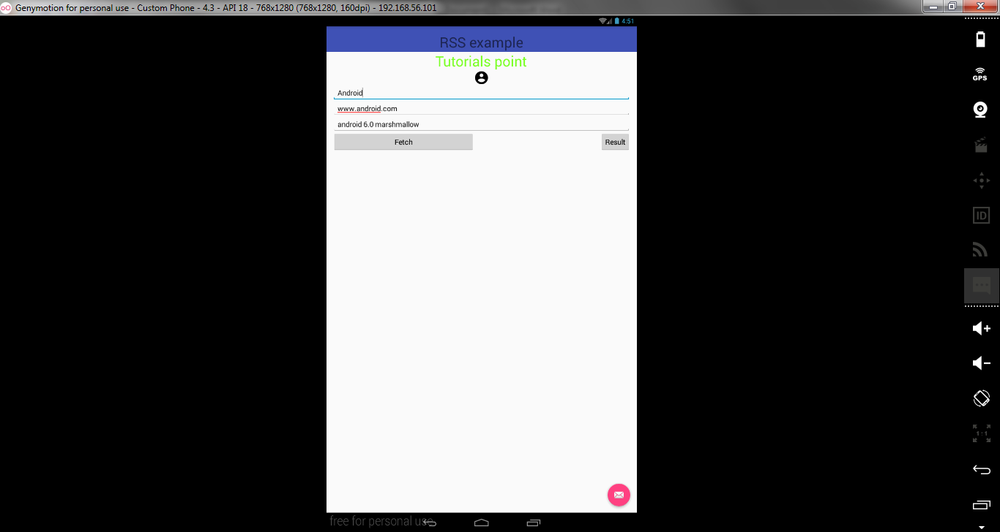 Genymotion for personal use - Custom Phone - 4.3 - API 18 - 768x1280 (768x1280, 160dpi) - 192.168.56.101
4:51
RSS example
Tutorials point
Android
www.android.com
android 6.0 marshmallow
Fetch Result
GPS
ID
1:1
free for personal use